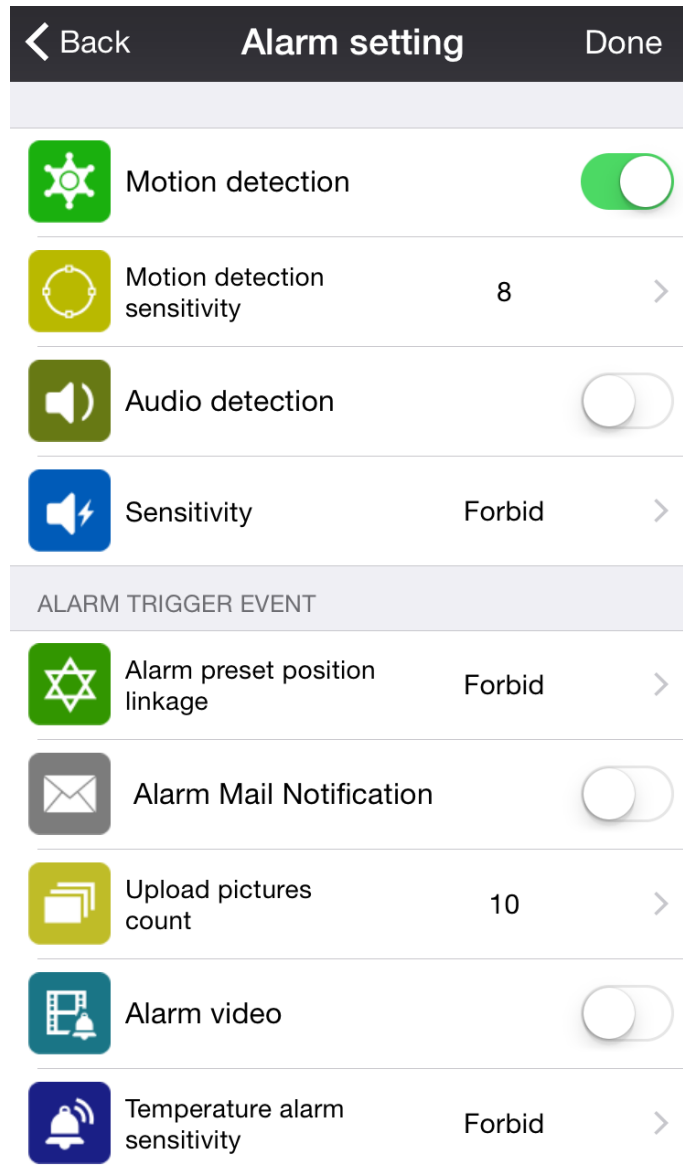 Back Alarm setting Done
Motion detection
Motion detection
sensitivity 8
Audio detection
Sensitivity Forbid
ALARM TRIGGER EVENT
Alarm preset position
linkage Forbid
Alarm Mail Notification
Upload pictures
count 10
Alarm video
Temperature alarm
sensitivity Forbid